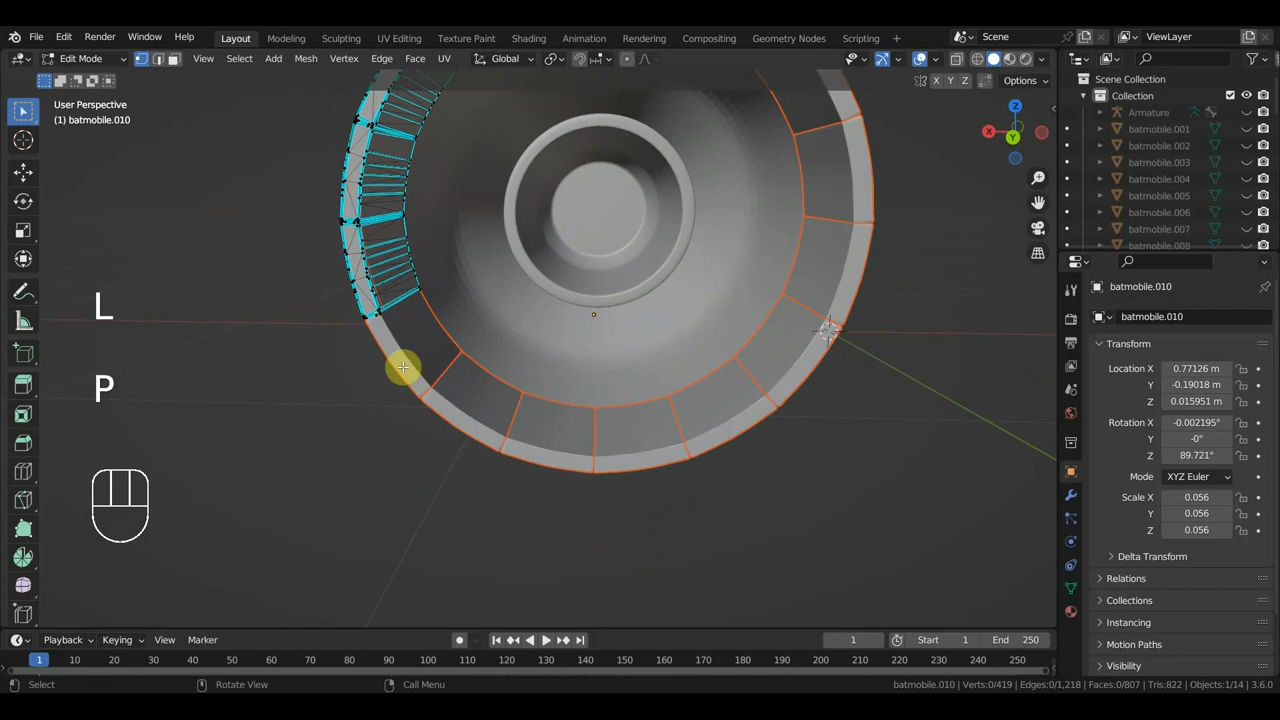 File Edit Render Window Help Layout Modeling Sculpting UV Editing Texture Paint Shading Animation Rendering Compositing Geometry Nodes Scripting + Scene ViewLayer
Edit Mode View Select Add Mesh Vertex Edge Face UV Global
X Y Z Options
User Perspective
(1) batmobile.010
Z
X
Y
L
P
Scene Collection
Collection
Armature
batmobile.001
batmobile.002
batmobile.003
batmobile.004
batmobile.005
batmobile.006
batmobile.007
batmobile.008
batmobile.010
batmobile.010
Transform
Location X 0.77126 m
Y -0.19018 m
Z 0.015951 m
Rotation X -0.002195°
Y -0°
Z 89.721°
Mode XYZ Euler
Scale X 0.056
Y 0.056
Z 0.056
Delta Transform
Relations
Collections
Instancing
Motion Paths
Visibility
Playback Keying View Marker 1 Start 1 End 250
1 10 20 30 40 50 60 70 80 90 100 110 120 130 140 150 160 170 180 190 200 210 220 230 240 250
Select Rotate View Call Menu batmobile.010 | Verts:0/419 | Edges:0/1,218 | Faces:0/807 | Tris:822 | Objects:1/14 | 3.6.0